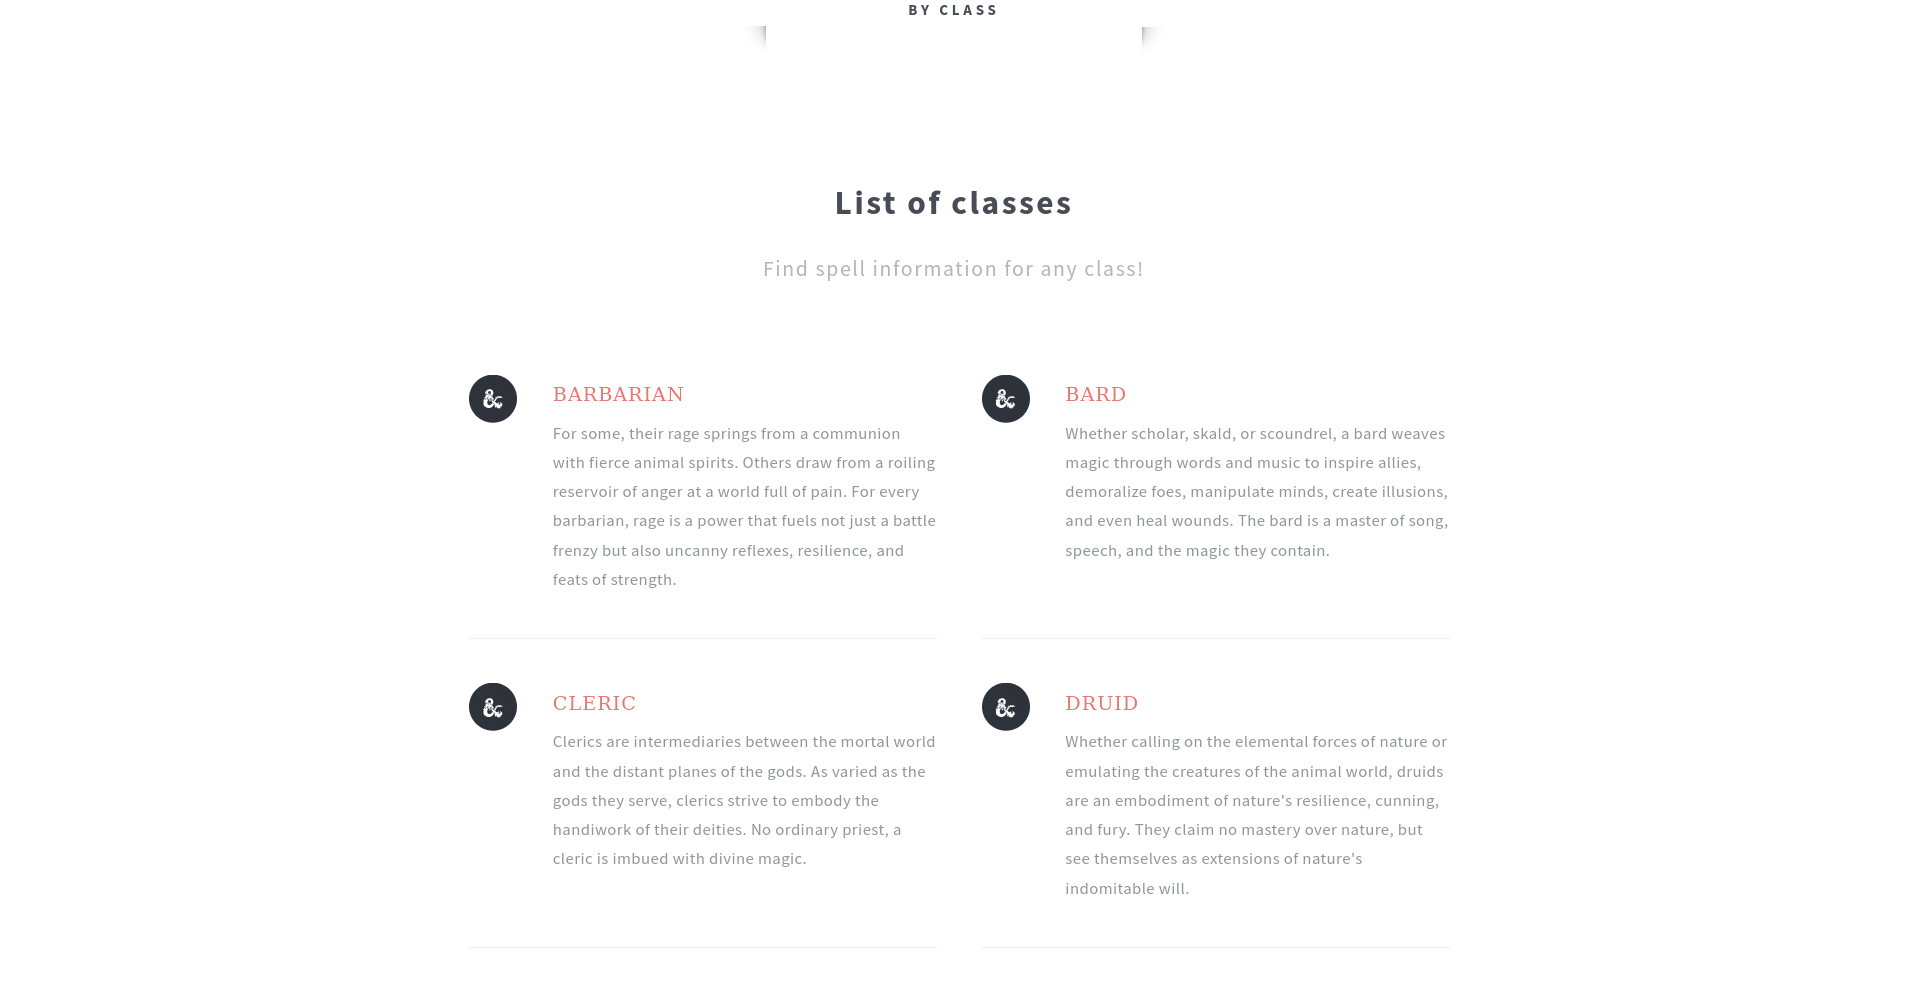 BY CLASS
List of classes
Find spell information for any class!
&
BARBARIAN
For some, their rage springs from a communion
with fierce animal spirits. Others draw from a roiling
reservoir of anger at a world full of pain. For every
barbarian, rage is a power that fuels not just a battle
frenzy but also uncanny reflexes, resilience, and
feats of strength.
&
BARD
Whether scholar, skald, or scoundrel, a bard weaves
magic through words and music to inspire allies,
demoralize foes, manipulate minds, create illusions,
and even heal wounds. The bard is a master of song,
speech, and the magic they contain.
&
CLERIC
Clerics are intermediaries between the mortal world
and the distant planes of the gods. As varied as the
gods they serve, clerics strive to embody the
handiwork of their deities. No ordinary priest, a
cleric is imbued with divine magic.
&
DRUID
Whether calling on the elemental forces of nature or
emulating the creatures of the animal world, druids
are an embodiment of nature's resilience, cunning,
and fury. They claim no mastery over nature, but
see themselves as extensions of nature's
indomitable will.